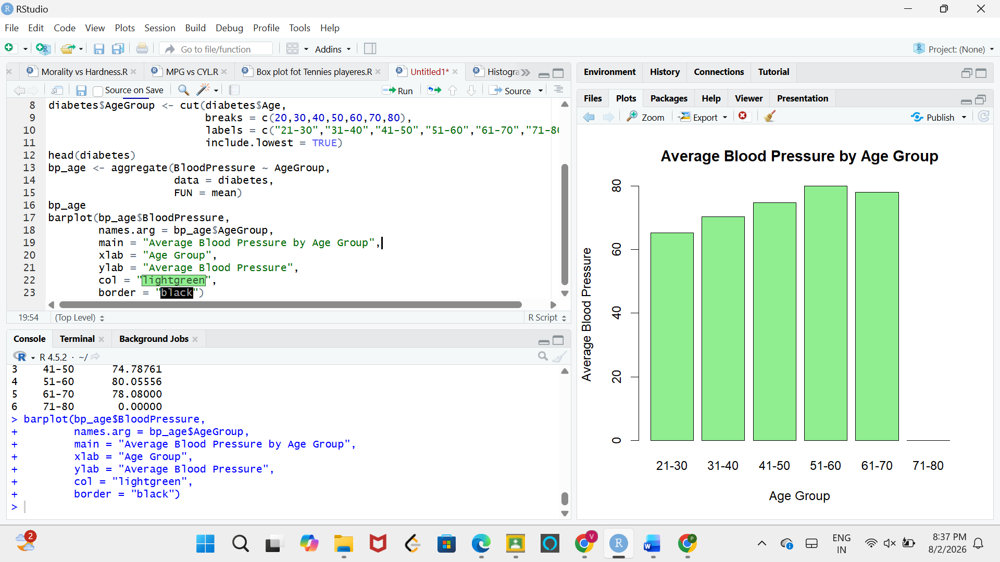 RStudio
File Edit Code View Plots Session Build Debug Profile Tools Help
Go to file/function Addins Project: (None)
Morality vs Hardness.R MPG vs CYL.R Box plot fot Tennies playeres.R Untitled1* Histogra
Source on Save Run Source
8 diabetes$AgeGroup <- cut(diabetes$Age,
9 breaks = c(20,30,40,50,60,70,80),
10 labels = c("21-30","31-40","41-50","51-60","61-70","71-80
11 include.lowest = TRUE)
12 head(diabetes)
13 bp_age <- aggregate(BloodPressure ~ AgeGroup,
14 data = diabetes,
15 FUN = mean)
16 bp_age
17 barplot(bp_age$BloodPressure,
18 names.arg = bp_age$AgeGroup,
19 main = "Average Blood Pressure by Age Group",
20 xlab = "Age Group",
21 ylab = "Average Blood Pressure",
22 col = "lightgreen",
23 border = "black")
19:54 (Top Level) R Script
Console Terminal Background Jobs
R 4.5.2 · ~/
3 41-50 74.78761
4 51-60 80.05556
5 61-70 78.08000
6 71-80 0.00000
> barplot(bp_age$BloodPressure,
+ names.arg = bp_age$AgeGroup,
+ main = "Average Blood Pressure by Age Group",
+ xlab = "Age Group",
+ ylab = "Average Blood Pressure",
+ col = "lightgreen",
+ border = "black")
>
Environment History Connections Tutorial
Files Plots Packages Help Viewer Presentation
Zoom Export Publish
Average Blood Pressure by Age Group
Average Blood Pressure
80
60
40
20
0
21-30 31-40 41-50 51-60 61-70 71-80
Age Group
2
V
R
W
P
ENG
IN
8:37 PM
8/2/2026